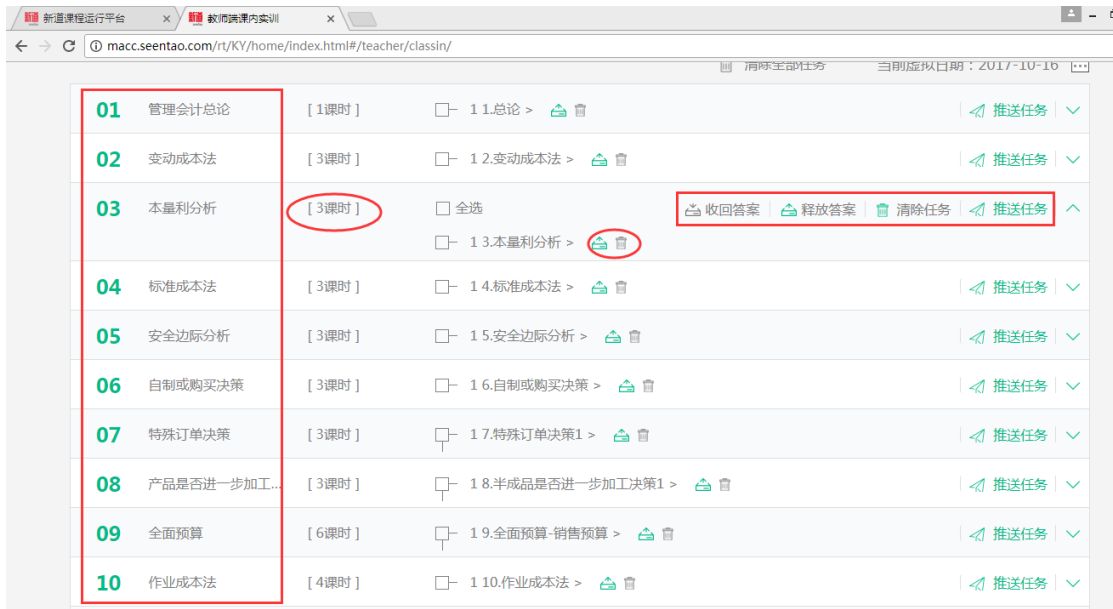 新道课程运行平台 × 新道 教师端课内实训 ×
macc.seentao.com/rt/KY/home/index.html#/teacher/classin/
清除全部任务 当前虚拟日期：2017-10-16
01 管理会计总论 [ 1课时 ] 1 1.总论 > 推送任务
02 变动成本法 [ 3课时 ] 1 2.变动成本法 > 推送任务
03 本量利分析 [ 3课时 ] 全选 收回答案 释放答案 清除任务 推送任务
1 3.本量利分析 >
04 标准成本法 [ 3课时 ] 1 4.标准成本法 > 推送任务
05 安全边际分析 [ 3课时 ] 1 5.安全边际分析 > 推送任务
06 自制或购买决策 [ 3课时 ] 1 6.自制或购买决策 > 推送任务
07 特殊订单决策 [ 3课时 ] 1 7.特殊订单决策1 > 推送任务
08 产品是否进一步加工... [ 3课时 ] 1 8.半成品是否进一步加工决策1 > 推送任务
09 全面预算 [ 6课时 ] 1 9.全面预算-销售预算 > 推送任务
10 作业成本法 [ 4课时 ] 1 10.作业成本法 > 推送任务